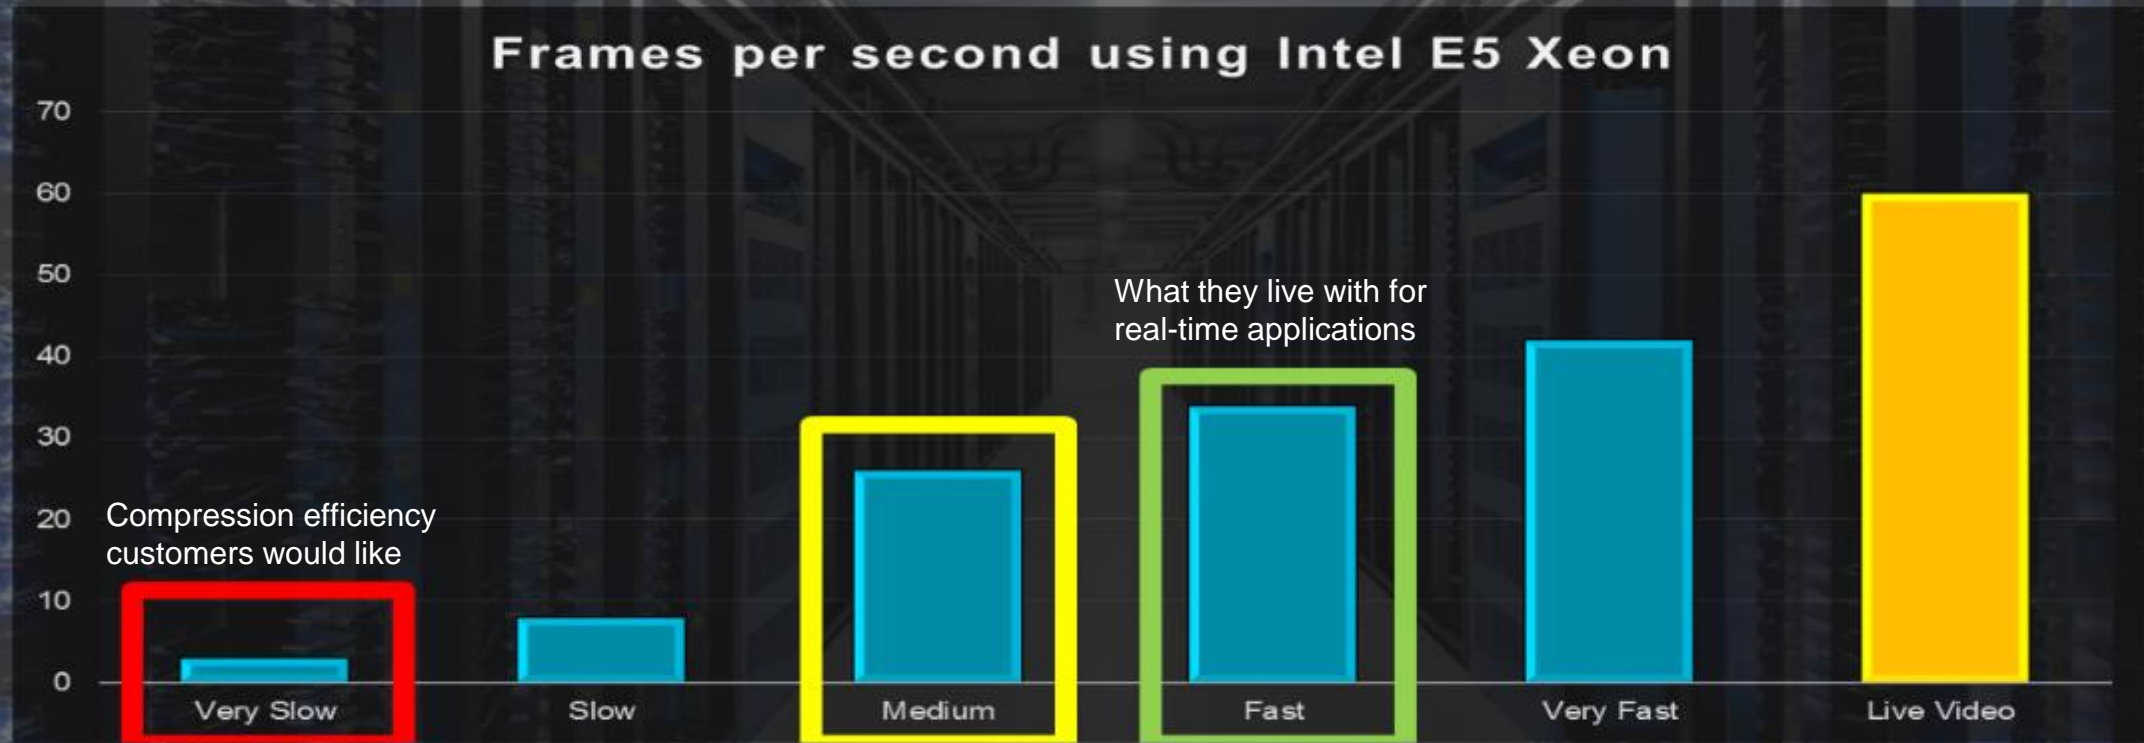 Frames per second using Intel E5 Xeon
70
60
50
40
30
20
10
0
What they live with for
real-time applications
Compression efficiency
customers would like
Very Slow
Slow
Medium
Fast
Very Fast
Live Video